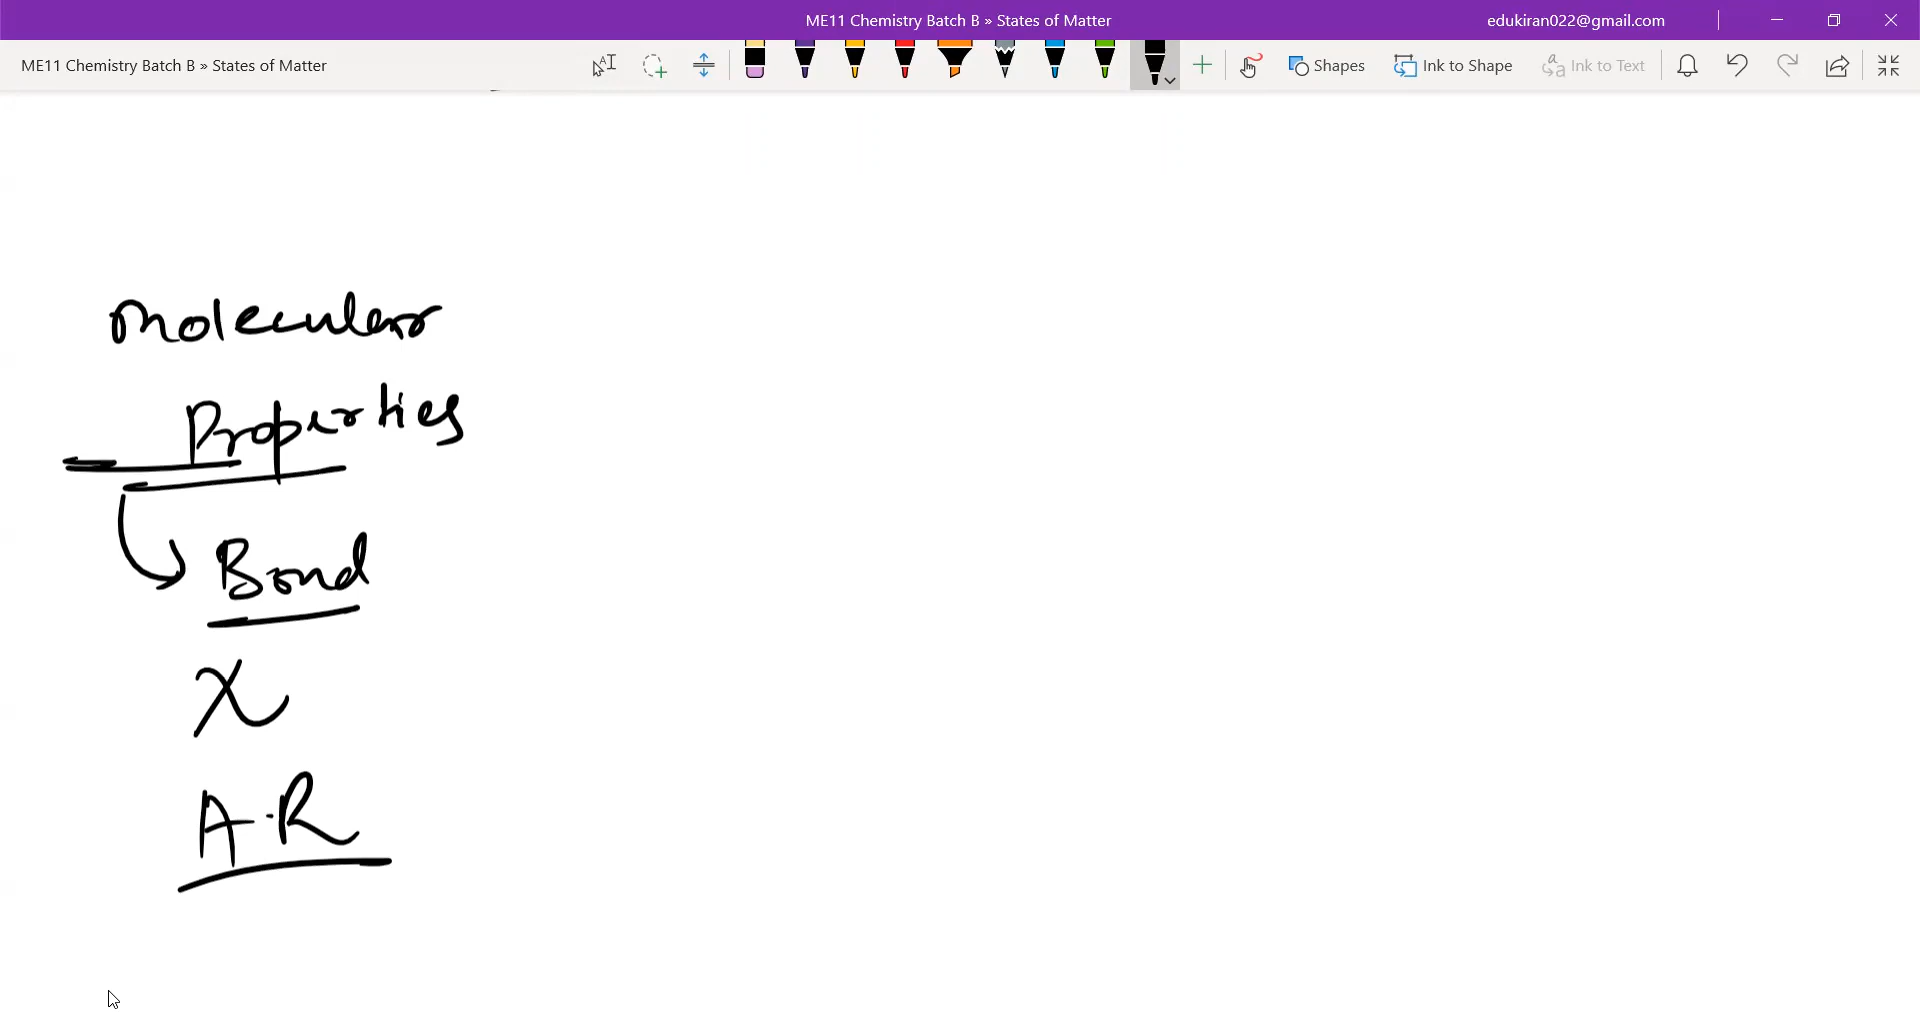 ME11 Chemistry Batch B » States of Matter
edukiran022@gmail.com
ME11 Chemistry Batch B » States of Matter
Shapes
Ink to Shape
Ink to Text
Molecular
Properties
Bond
χ
A.R